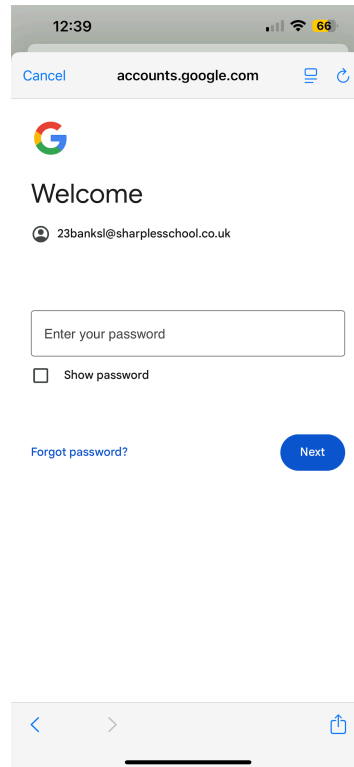 12:39 66
Cancel accounts.google.com
Welcome
23banksl@sharplesschool.co.uk
Enter your password
Show password
Forgot password? Next